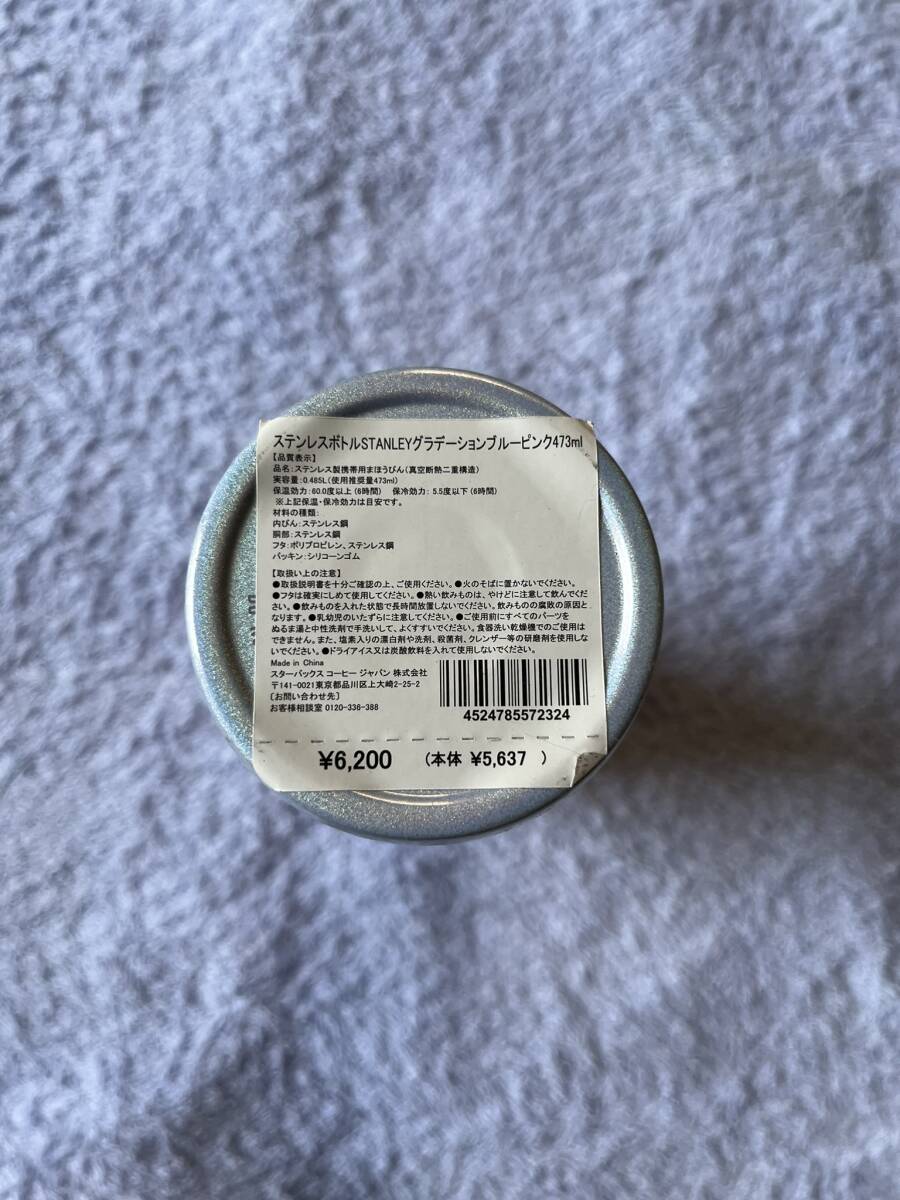 ステンレスボトルSTANLEYグラデーションブルーピンク473ml
【品質表示】
品名:ステンレス製携帯用まほうびん(真空断熱二重構造)
実容量:0.485L(使用推奨量473ml)
保温効力:60.0度以上(6時間) 保冷効力: 5.5度以下(6時間)
※上記保温・保冷効力は目安です。
材料の種類:
内びん:ステンレス鋼
胴部:ステンレス鋼
フタ:ポリプロピレン、ステンレス鋼
パッキン:シリコーンゴム
【取扱い上の注意】
●取扱説明書を十分ご確認の上、ご使用ください。●火のそばに置かないでください。
●フタは確実にしめて使用してください。●熱い飲みものは、やけどに注意して飲んでくだ
さい。●飲みものを入れた状態で長時間放置しないでください。飲みものの腐敗の原因と
なります。●乳幼児のいたずらに注意してください。●ご使用前にすべてのパーツを
ぬるま湯と中性洗剤で手洗いして、よくすすいでください。食器洗い乾燥機でのご使用は
できません。また、塩素入りの漂白剤や洗剤、殺菌剤、クレンザー等の研磨剤を使用しな
いでください。●ドライアイス又は炭酸飲料を入れて使用しないでください。
Made in China
スターバックス コーヒー ジャパン 株式会社
〒141-0021東京都品川区上大崎2-25-2
〔お問い合わせ先〕
お客様相談室 0120-336-388
4524785572324
¥6,200 (本体 ¥5,637 )